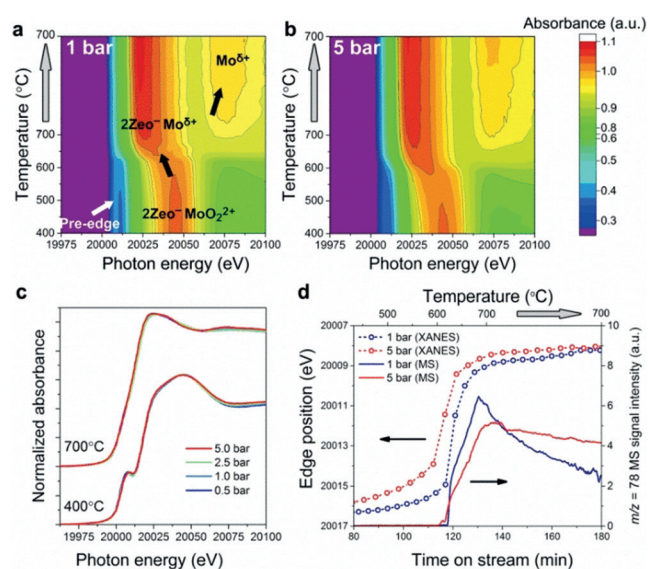 a
1 bar
Temperature (°C)
700
700
600
500
400
Mo^δ+
2Zeo⁻ Mo^δ+
2Zeo⁻ MoO₂²⁺
Pre-edge
19975 20000 20025 20050 20075 20100
Photon energy (eV)
b
5 bar
Temperature (°C)
700
700
600
500
400
19975 20000 20025 20050 20075 20100
Photon energy (eV)
Absorbance (a.u.)
1.1
1.0
0.9
0.8
0.6
0.5
0.4
0.3
c
Normalized absorbance
700°C
400°C
5.0 bar
2.5 bar
1.0 bar
0.5 bar
19975 20000 20025 20050 20075 20100
Photon energy (eV)
d
Temperature (°C)
500 600 700 700
Edge position (eV)
20007
20009
20011
20013
20015
20017
1 bar (XANES)
5 bar (XANES)
1 bar (MS)
5 bar (MS)
10
8
6
4
2
0
m/z = 78 MS signal intensity (a.u.)
80 100 120 140 160 180
Time on stream (min)